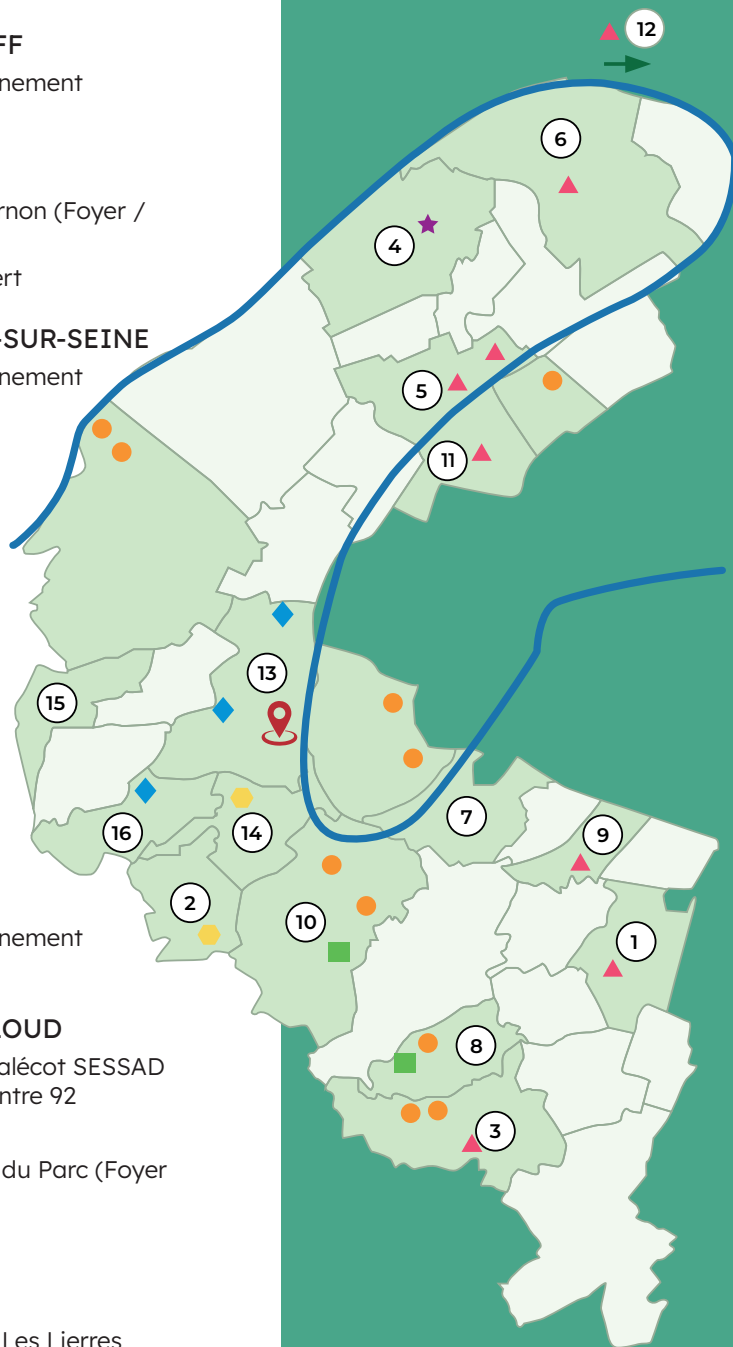 FF
nement
rnon (Foyer /
ert
-SUR-SEINE
nement
nement
LOUD
alécot SESSAD
ntre 92
du Parc (Foyer
Les Lierres
12
6
4
5
11
13
15
7
16
14
9
2
10
1
8
3